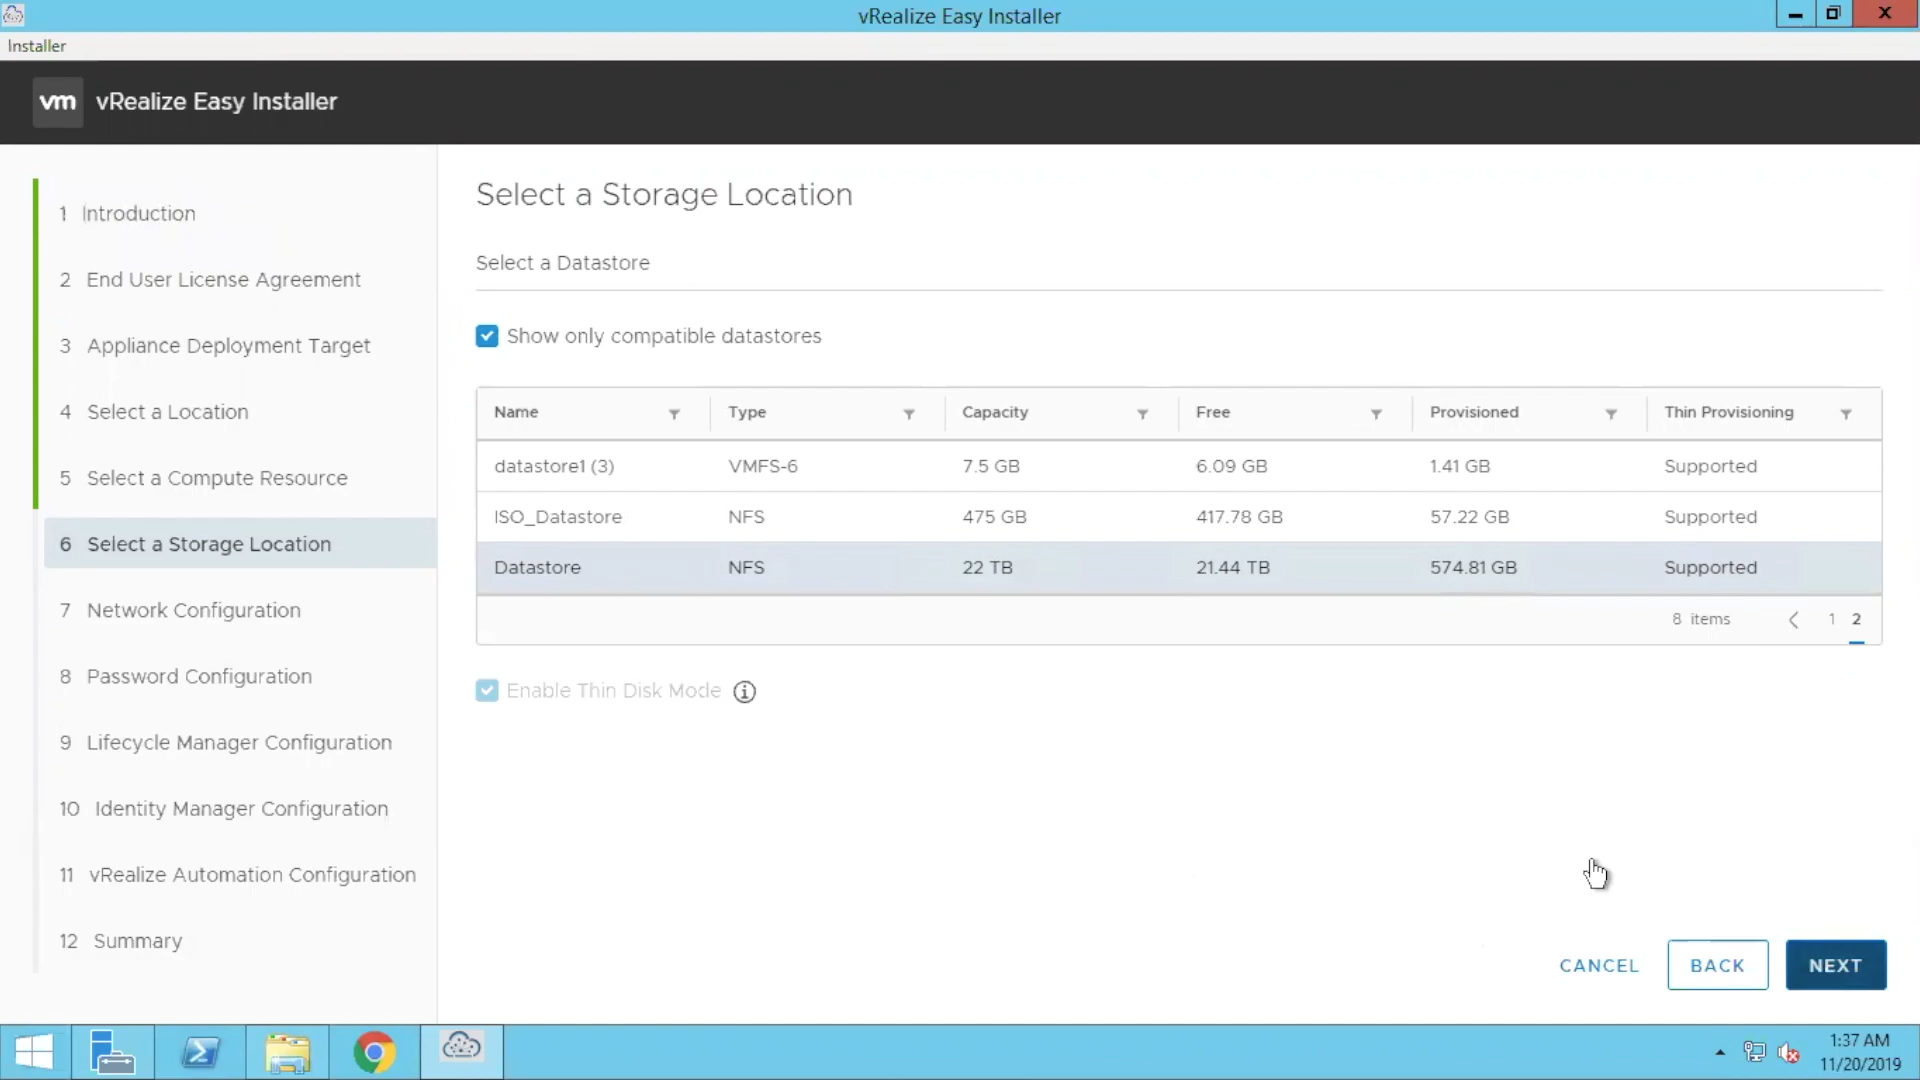 vRealize Easy Installer
Installer
vm vRealize Easy Installer
1 Introduction
2 End User License Agreement
3 Appliance Deployment Target
4 Select a Location
5 Select a Compute Resource
6 Select a Storage Location
7 Network Configuration
8 Password Configuration
9 Lifecycle Manager Configuration
10 Identity Manager Configuration
11 vRealize Automation Configuration
12 Summary
Select a Storage Location
Select a Datastore
Show only compatible datastores
Name Type Capacity Free Provisioned Thin Provisioning
datastore1 (3) VMFS-6 7.5 GB 6.09 GB 1.41 GB Supported
ISO_Datastore NFS 475 GB 417.78 GB 57.22 GB Supported
Datastore NFS 22 TB 21.44 TB 574.81 GB Supported
8 items 1 2
Enable Thin Disk Mode
CANCEL BACK NEXT
1:37 AM
11/20/2019